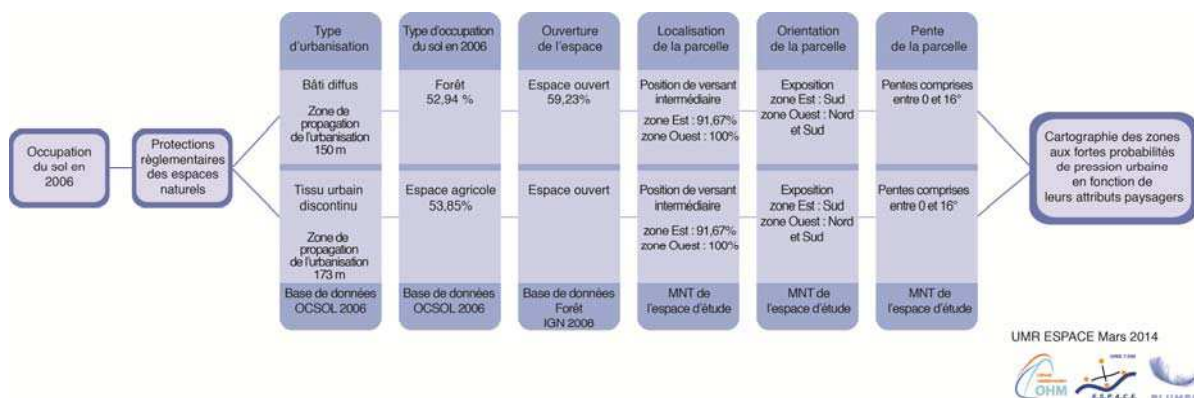 Occupation
du sol en
2006
Protections
règlementaires
des espaces
naturels
Type
d'urbanisation
Bâti diffus
Zone de
propagation
de l'urbanisation
150 m
Tissu urbain
discontinu
Zone de
propagation
de l'urbanisation
173 m
Base de données
OCSOL 2006
Type d'occupation
du sol en 2006
Forêt
52,94 %
Espace agricole
53,85%
Base de données
OCSOL 2006
Ouverture
de l'espace
Espace ouvert
59,23%
Espace ouvert
Base de données
Forêt
IGN 2008
Localisation
de la parcelle
Position de versant
intermédiaire
zone Est : 91,67%
zone Ouest : 100%
Position de versant
intermédiaire
zone Est : 91,67%
zone Ouest : 100%
MNT de
l'espace d'étude
Orientation
de la parcelle
Exposition
zone Est : Sud
zone Ouest : Nord
et Sud
Exposition
zone Est : Sud
zone Ouest : Nord
et Sud
MNT de
l'espace d'étude
Pente
de la parcelle
Pentes comprises
entre 0 et 16°
Pentes comprises
entre 0 et 16°
MNT de
l'espace d'étude
Cartographie des zones
aux fortes probabilités
de pression urbaine
en fonction de
leurs attributs paysagers
UMR ESPACE Mars 2014
OHM
ESPACE